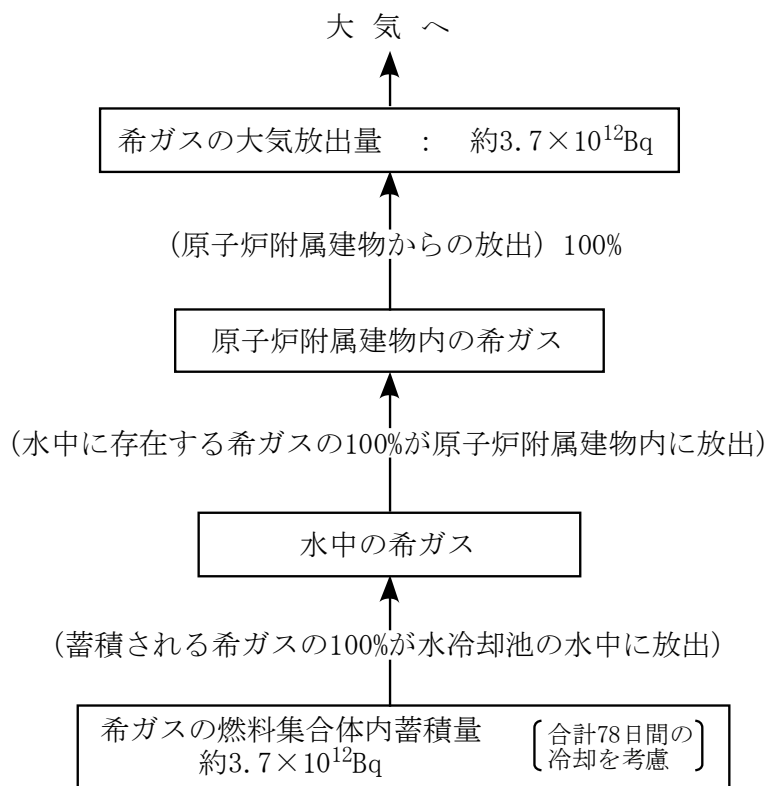 大 気 へ
希ガスの大気放出量 : 約3.7×10¹²Bq
(原子炉附属建物からの放出) 100%
原子炉附属建物内の希ガス
(水中に存在する希ガスの100%が原子炉附属建物内に放出)
水中の希ガス
(蓄積される希ガスの100%が水冷却池の水中に放出)
希ガスの燃料集合体内蓄積量
約3.7×10¹²Bq
合計78日間の
冷却を考慮